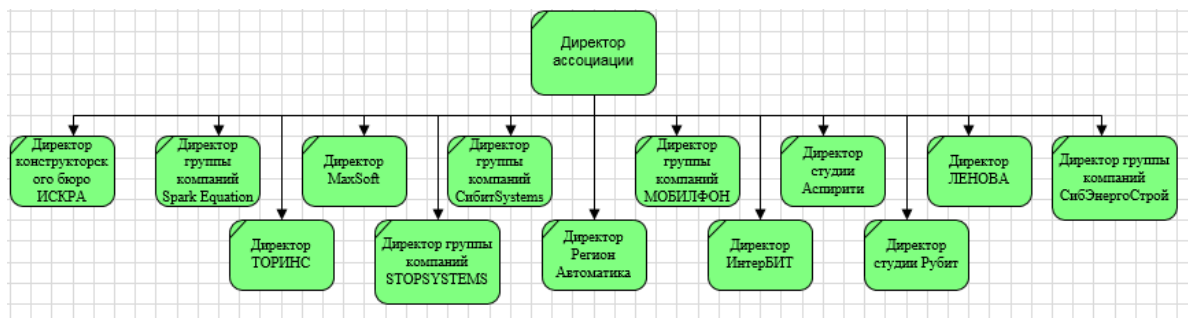 Директор
ассоциации
Директор
конструкторск
ого бюро
ИСКРА
Директор
группы
компаний
Spark Equation
Директор
MaxSoft
Директор
группы
компаний
СибитSystems
Директор
группы
компаний
МОБИЛФОН
Директор
студии
Аспирити
Директор
ЛЕНОВА
Директор группы
компаний
СибЭнергоСтрой
Директор
ТОРИНС
Директор группы
компаний
STOPSYSTEMS
Директор
Регион
Автоматика
Директор
ИнтерБИТ
Директор
студии Рубит